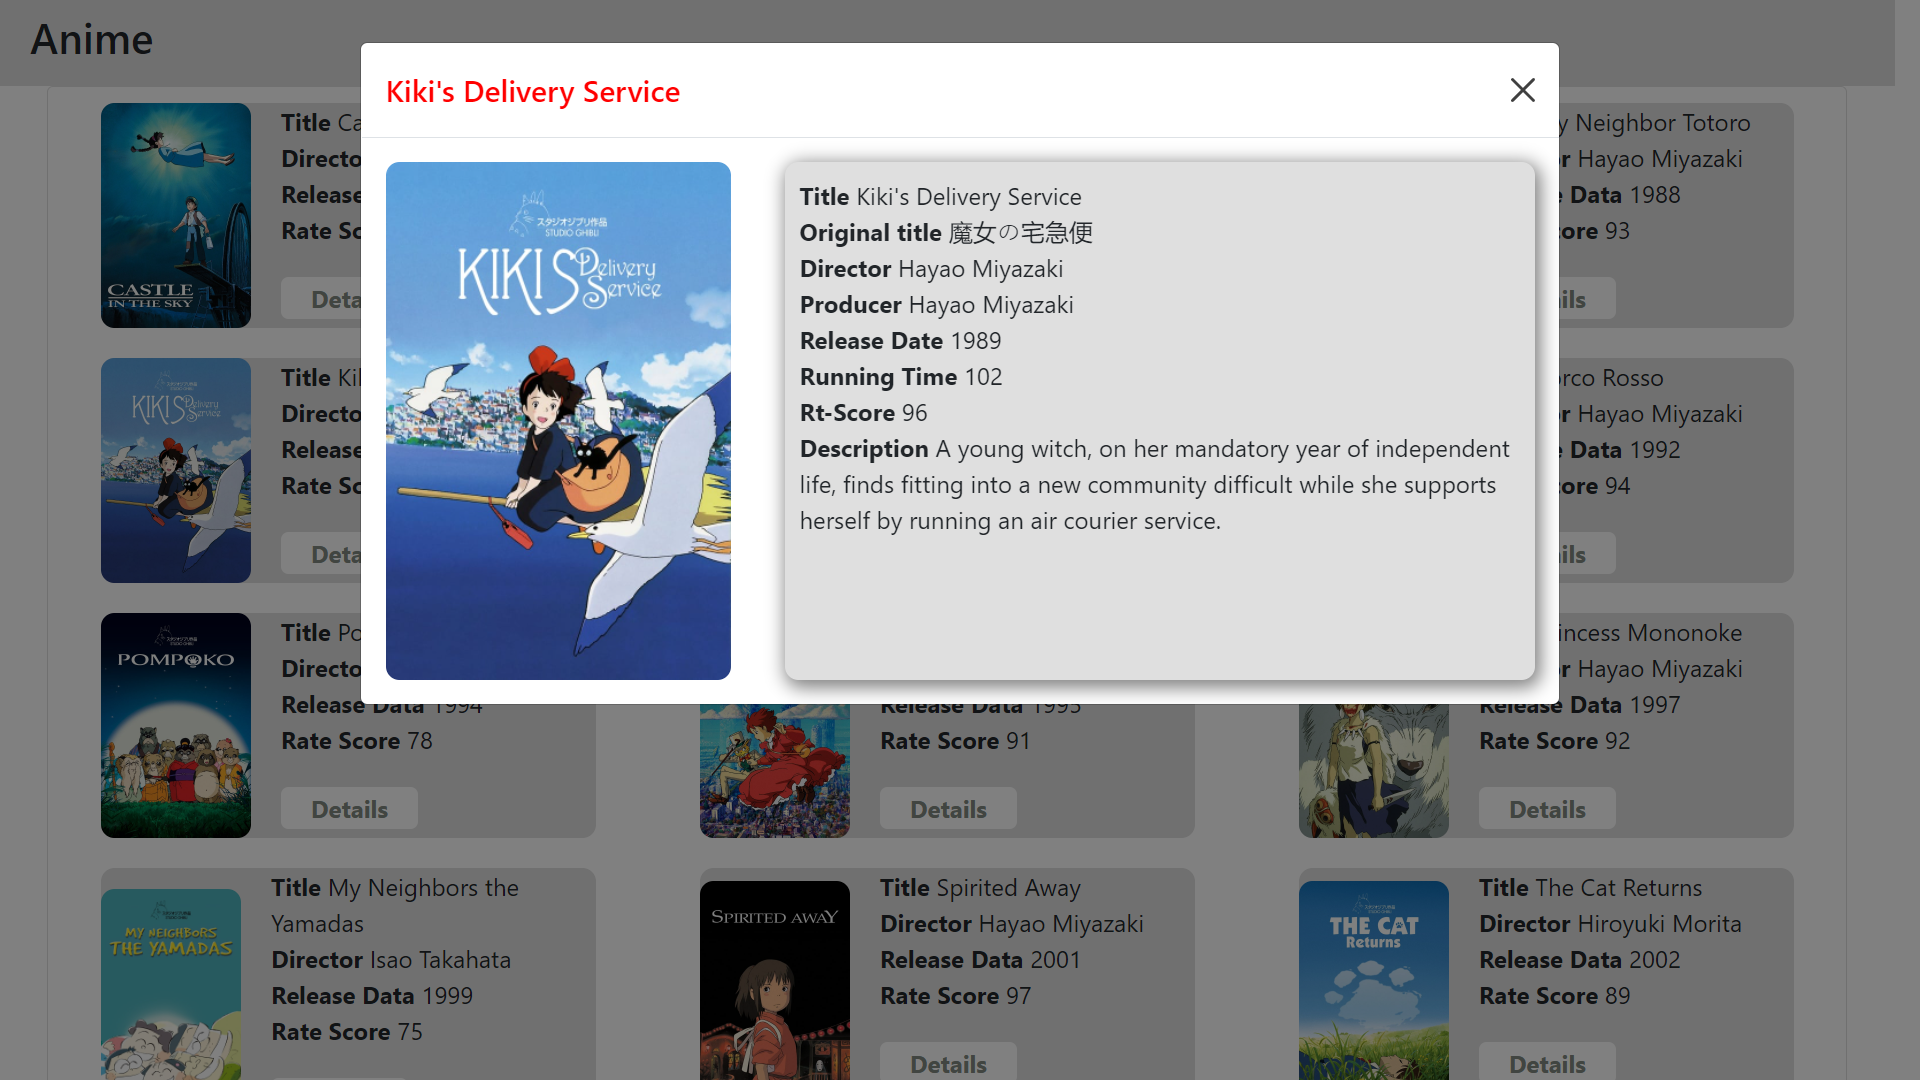 Anime
Kiki's Delivery Service
スタジオジブリ作品
STUDIO GHIBLI
KIKI'S Delivery Service
Title Kiki's Delivery Service
Original title 魔女の宅急便
Director Hayao Miyazaki
Producer Hayao Miyazaki
Release Date 1989
Running Time 102
Rt-Score 96
Description A young witch, on her mandatory year of independent
life, finds fitting into a new community difficult while she supports
herself by running an air courier service.
CASTLE
IN THE SKY
Title Ca
Directo
Release
Rate Sc
Deta
y Neighbor Totoro
r Hayao Miyazaki
e Data 1988
ore 93
ils
KIKI'S Delivery Service
Title Kil
Directo
Release
Rate Sc
Deta
rco Rosso
r Hayao Miyazaki
e Data 1992
ore 94
ils
POMPOKO
Title Po
Directo
Release Data 1994
Rate Score 78
Details
Release Data 1995
Rate Score 91
Details
incess Mononoke
r Hayao Miyazaki
Release Data 1997
Rate Score 92
Details
MY NEIGHBORS
THE YAMADAS
Title My Neighbors the
Yamadas
Director Isao Takahata
Release Data 1999
Rate Score 75
SPIRITED AWAY
Title Spirited Away
Director Hayao Miyazaki
Release Data 2001
Rate Score 97
Details
THE CAT
Returns
Title The Cat Returns
Director Hiroyuki Morita
Release Data 2002
Rate Score 89
Details